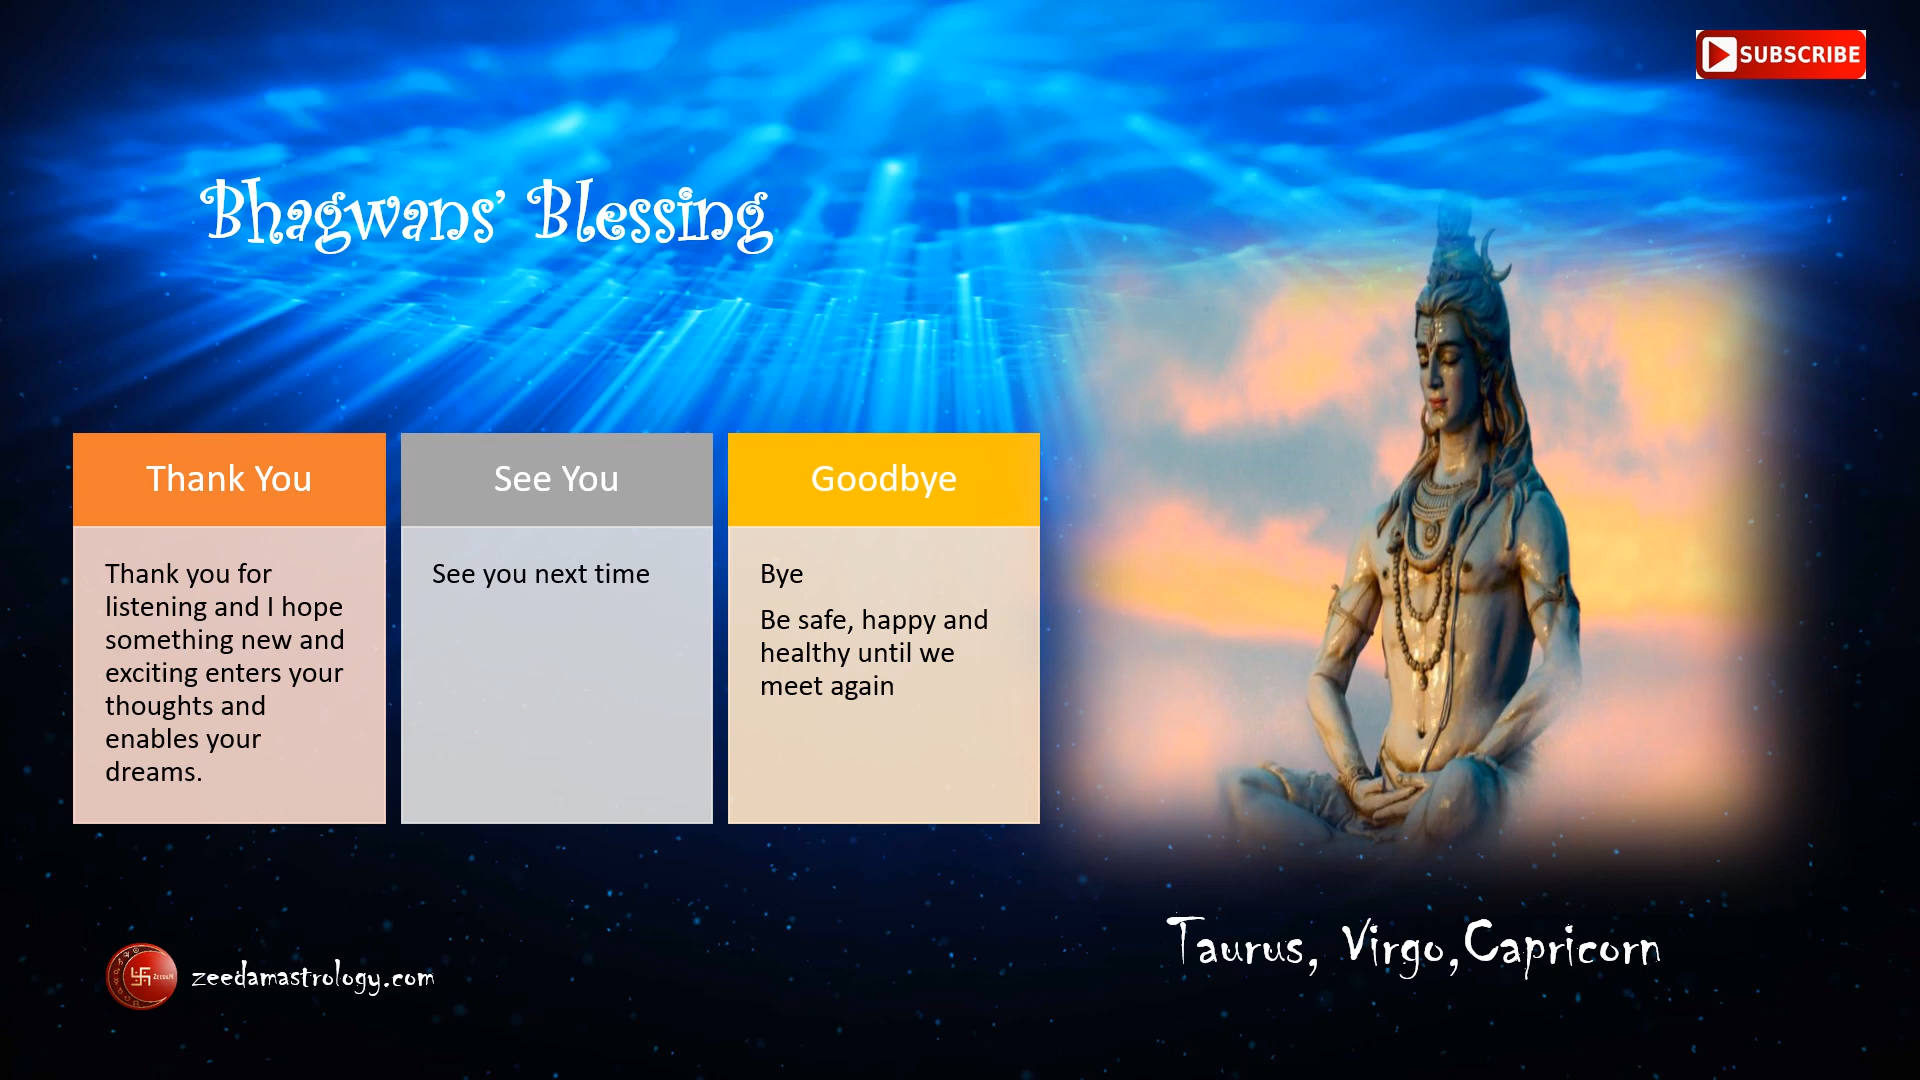 SUBSCRIBE
Bhagwans’ Blessing
Thank You
Thank you for
listening and I hope
something new and
exciting enters your
thoughts and
enables your
dreams.
See You
See you next time
Goodbye
Bye
Be safe, happy and
healthy until we
meet again
Taurus, Virgo,Capricorn
zeedamastrology.com